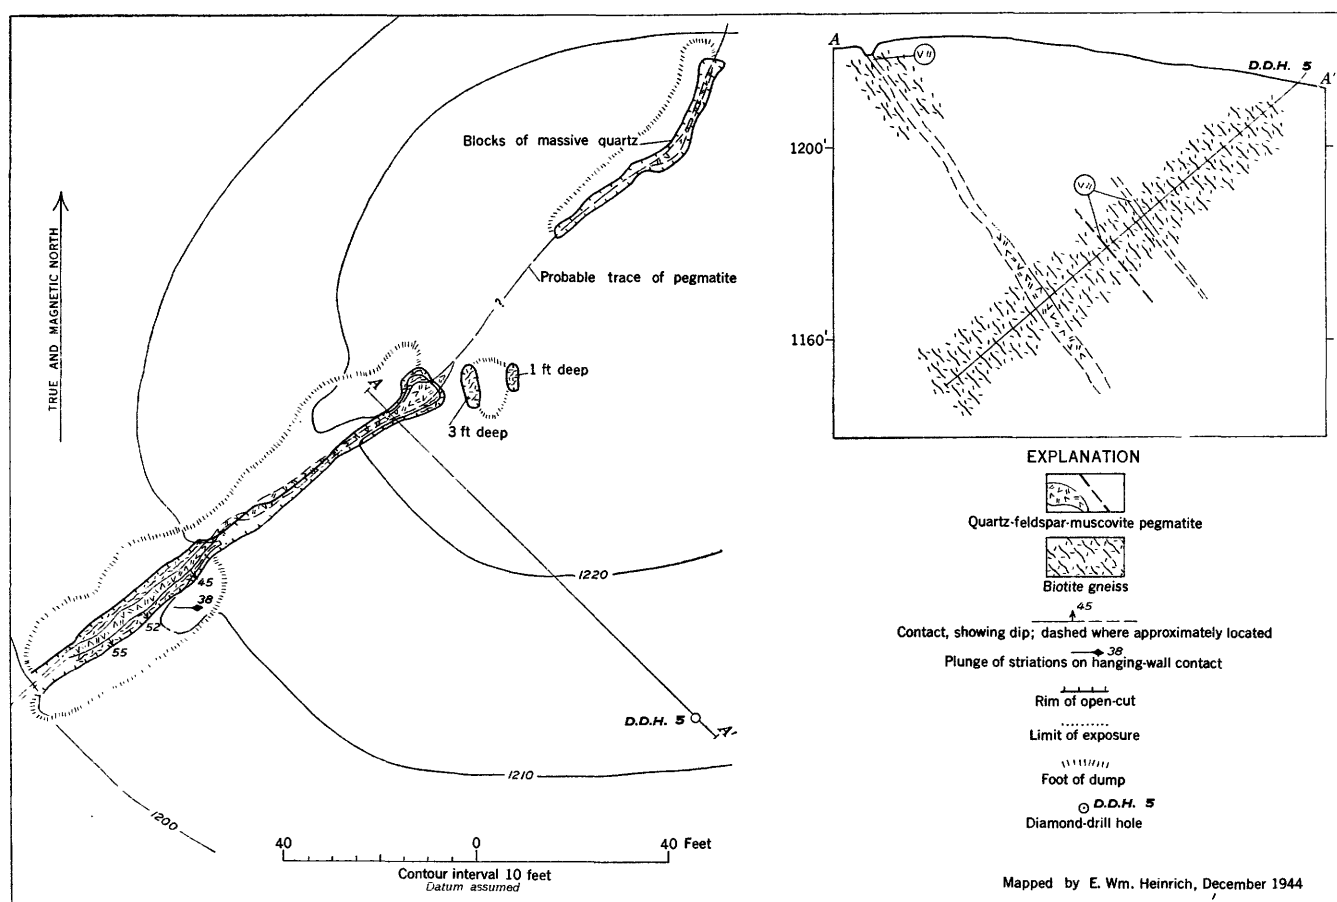 Blocks of massive quartz
TRUE AND MAGNETIC NORTH
Probable trace of pegmatite
?
A
1 ft deep
3 ft deep
45
38
52
55
1220
D.D.H. 5
A'
1210
1200
40 0 40 Feet
Contour interval 10 feet
Datum assumed
A
D.D.H. 5
A'
1200'
1160'
EXPLANATION
Quartz-feldspar-muscovite pegmatite
Biotite gneiss
45
Contact, showing dip; dashed where approximately located
38
Plunge of striations on hanging-wall contact
Rim of open-cut
Limit of exposure
Foot of dump
D.D.H. 5
Diamond-drill hole
Mapped by E. Wm. Heinrich, December 1944